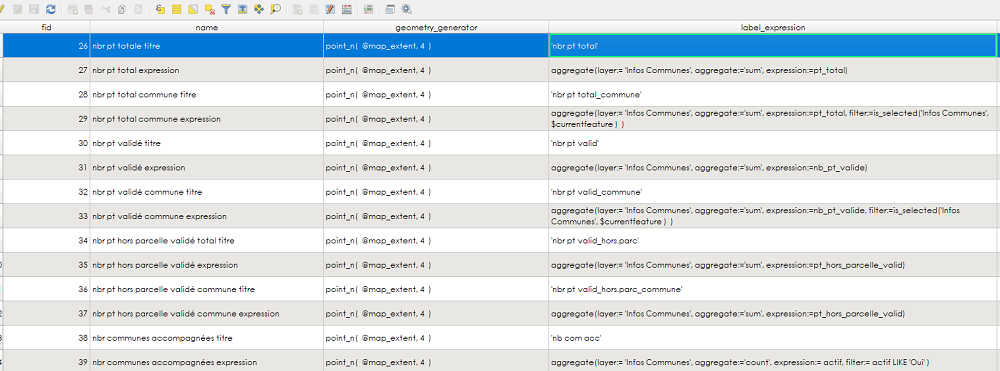 fid name geometry_generator label_expression
26 nbr pt totale titre point_n( @map_extent, 4 ) 'nbr pt total'
27 nbr pt total expression point_n( @map_extent, 4 ) aggregate(layer:= 'Infos Communes', aggregate:='sum', expression:=pt_total)
28 nbr pt total commune titre point_n( @map_extent, 4 ) 'nbr pt total_commune'
29 nbr pt total commune expression point_n( @map_extent, 4 ) aggregate(layer:= 'Infos Communes', aggregate:='sum', expression:=pt_total, filter:=is_selected('Infos Communes',
$currentfeature ) )
30 nbr pt validé titre point_n( @map_extent, 4 ) 'nbr pt valid'
31 nbr pt validé expression point_n( @map_extent, 4 ) aggregate(layer:= 'Infos Communes', aggregate:='sum', expression:=nb_pt_valide)
32 nbr pt validé commune titre point_n( @map_extent, 4 ) 'nbr pt valid_commune'
33 nbr pt validé commune expression point_n( @map_extent, 4 ) aggregate(layer:= 'Infos Communes', aggregate:='sum', expression:=nb_pt_valide, filter:=is_selected('Infos
Communes', $currentfeature ) )
34 nbr pt hors parcelle validé total titre point_n( @map_extent, 4 ) 'nbr pt valid_hors.parc'
35 nbr pt hors parcelle validé expression point_n( @map_extent, 4 ) aggregate(layer:= 'Infos Communes', aggregate:='sum', expression:=pt_hors_parcelle_valid)
36 nbr pt hors parcelle validé commune titre point_n( @map_extent, 4 ) 'nbr pt valid_hors.parc_commune'
37 nbr pt hors parcelle validé commune expression point_n( @map_extent, 4 ) aggregate(layer:= 'Infos Communes', aggregate:='sum', expression:=pt_hors_parcelle_valid)
38 nbr communes accompagnées titre point_n( @map_extent, 4 ) 'nb com acc'
39 nbr communes accompagnées expression point_n( @map_extent, 4 ) aggregate(layer:= 'Infos Communes', aggregate:='count', expression:= actif, filter:= actif LIKE 'Oui' )